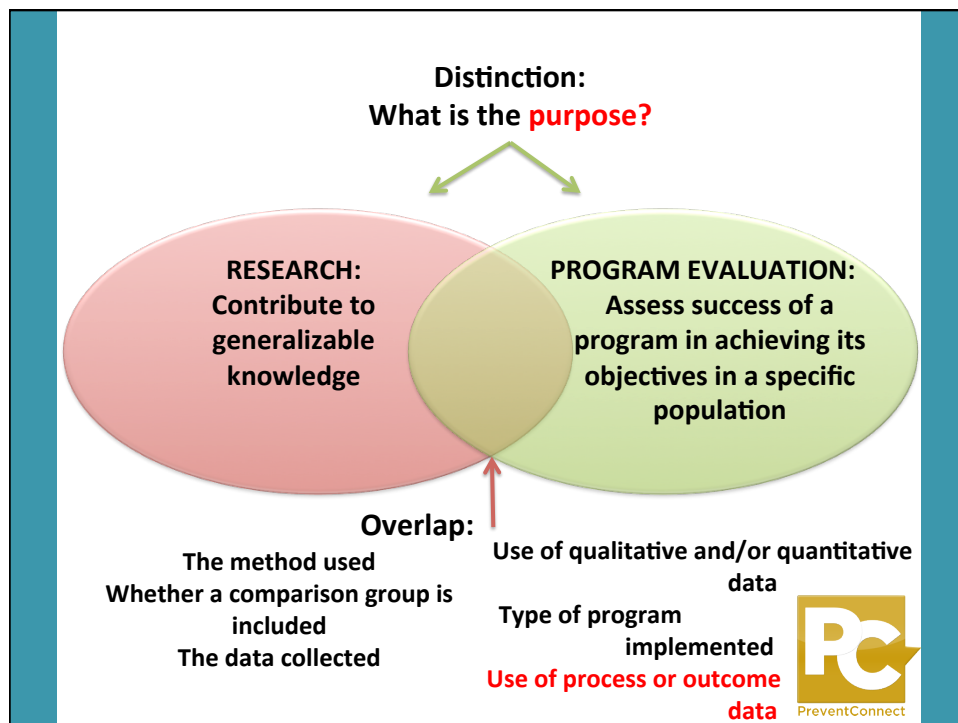 Distinction:
What is the purpose?
RESEARCH:
Contribute to
generalizable
knowledge
PROGRAM EVALUATION:
Assess success of a
program in achieving its
objectives in a specific
population
Overlap:
The method used
Whether a comparison group is
included
The data collected
Use of qualitative and/or quantitative
data
Type of program
implemented
Use of process or outcome
data
PC
PreventConnect